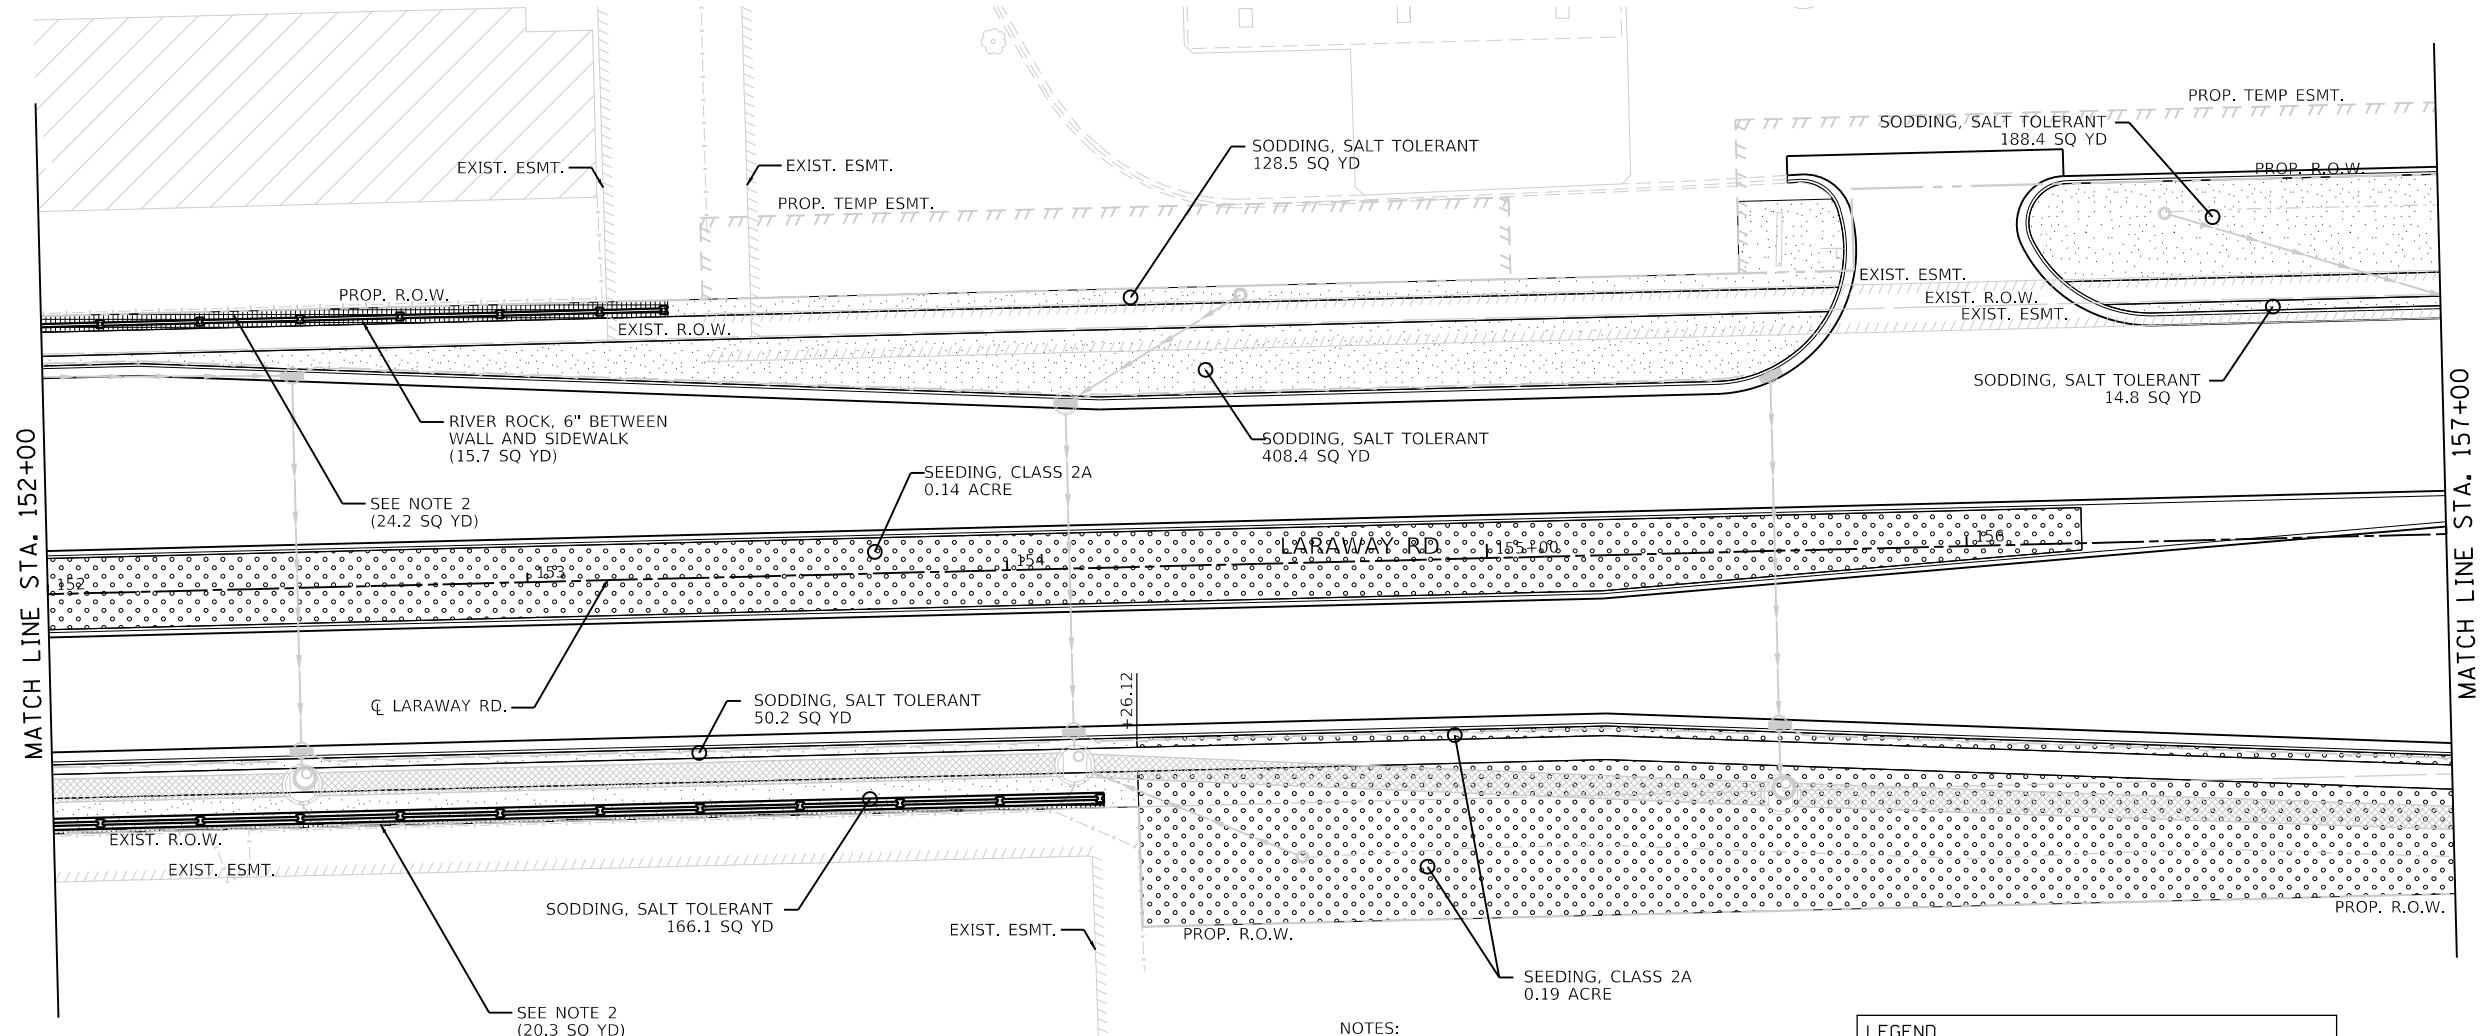 PROP. TEMP ESMT.
SODDING, SALT TOLERANT
188.4 SQ YD
SODDING, SALT TOLERANT
128.5 SQ YD
EXIST. ESMT.
EXIST. ESMT.
PROP. R.O.W.
PROP. TEMP ESMT.
EXIST. ESMT.
PROP. R.O.W.
EXIST. R.O.W.
EXIST. ESMT.
EXIST. R.O.W.
SODDING, SALT TOLERANT
14.8 SQ YD
RIVER ROCK, 6" BETWEEN
WALL AND SIDEWALK
(15.7 SQ YD)
SODDING, SALT TOLERANT
408.4 SQ YD
SEEDING, CLASS 2A
0.14 ACRE
SEE NOTE 2
(24.2 SQ YD)
MATCH LINE STA. 152+00
MATCH LINE STA. 157+00
LARAWAY RD
152
153
154
155+00
156
℄ LARAWAY RD.
SODDING, SALT TOLERANT
50.2 SQ YD
+26.12
EXIST. R.O.W.
EXIST. ESMT.
SODDING, SALT TOLERANT
166.1 SQ YD
EXIST. ESMT.
PROP. R.O.W.
PROP. R.O.W.
SEEDING, CLASS 2A
0.19 ACRE
SEE NOTE 2
(20.3 SQ YD)
NOTES:
LEGEND